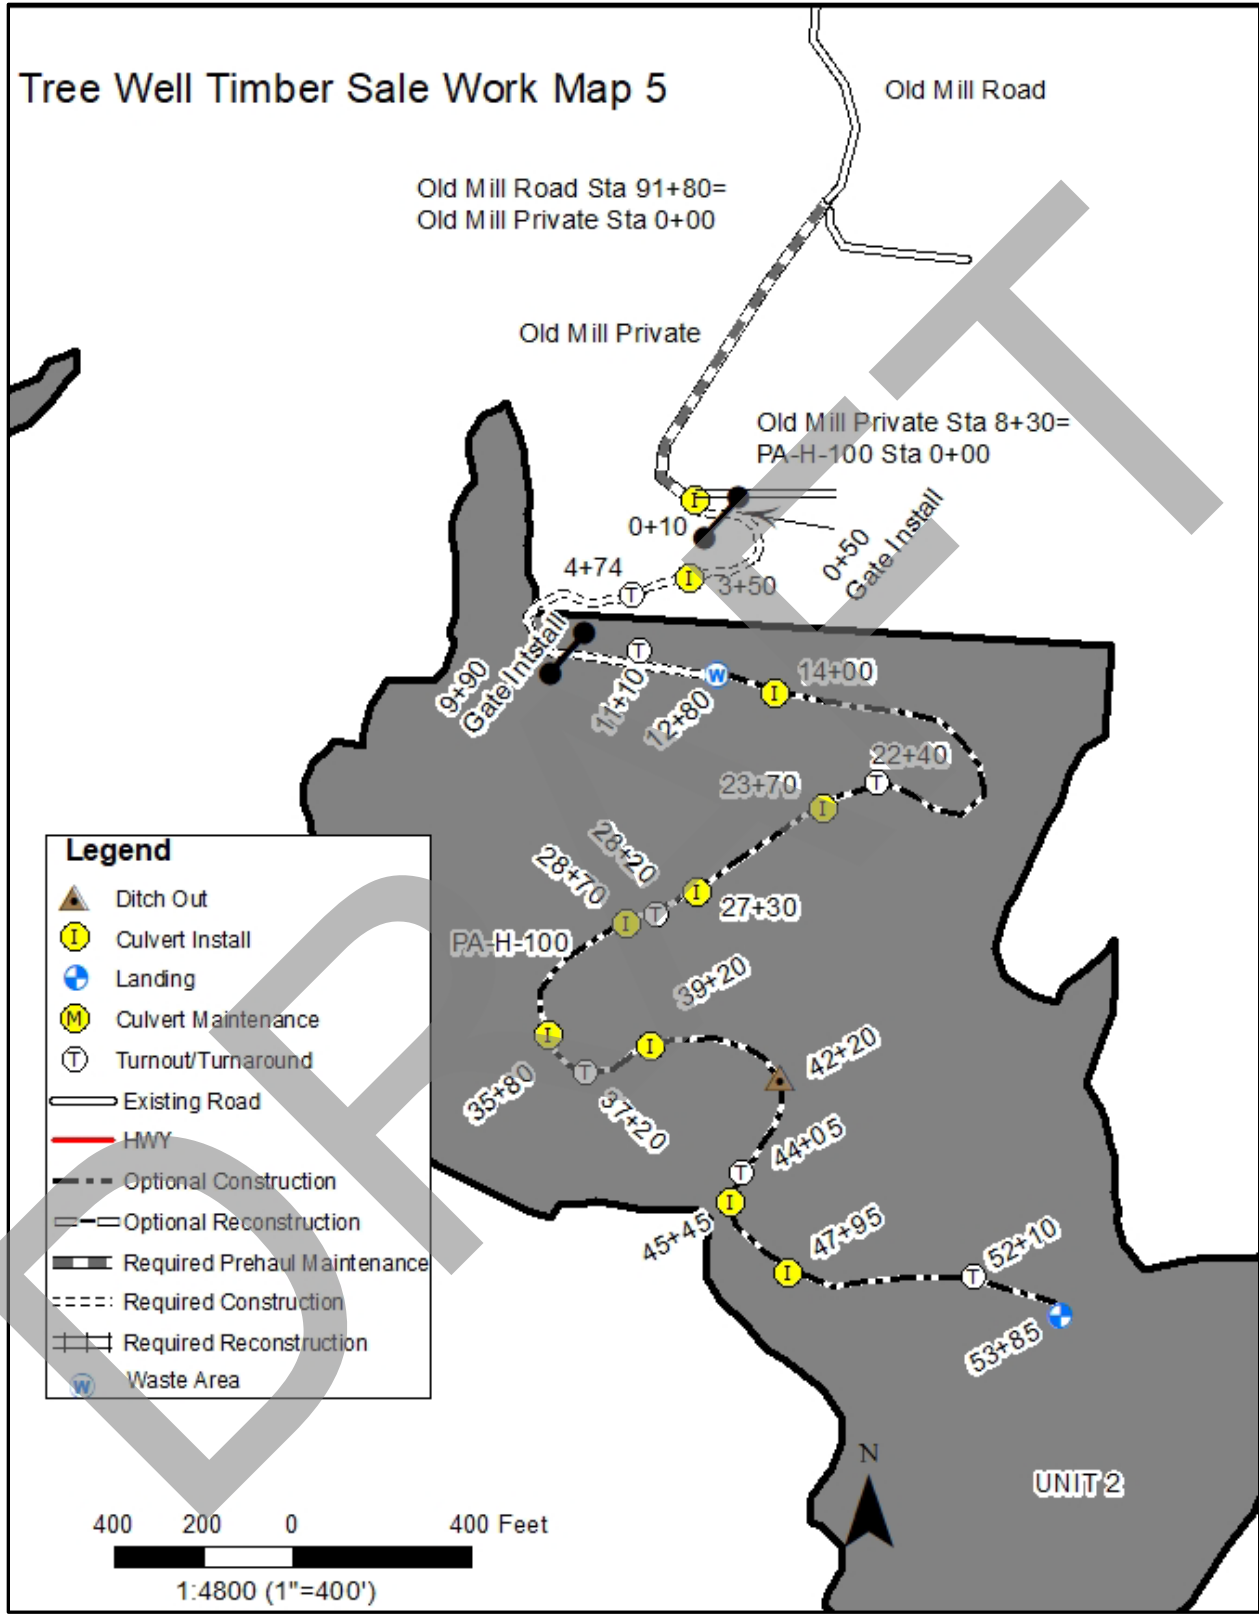 Tree Well Timber Sale Work Map 5
Old Mill Road
Old Mill Road Sta 91+80=
Old Mill Private Sta 0+00
Old Mill Private
Old Mill Private Sta 8+30=
PA-H-100 Sta 0+00
I
0+10
0+50
Gate Install
4+74
T
I
3+50
9+90
Gate Intstall
T
11+10
W
12+80
I
14+00
22+40
T
23+70
I
28+20
28+70
I
27+30
T
I
PA-H-100
39+20
I
35+80
T
37+20
I
42+20
44+05
T
I
45+45
47+95
I
52+10
T
53+85
UNIT 2
Legend
Ditch Out
I Culvert Install
Landing
M Culvert Maintenance
T Turnout/Turnaround
Existing Road
HWY
Optional Construction
Optional Reconstruction
Required Prehaul Maintenance
Required Construction
Required Reconstruction
W Waste Area
N
400 200 0 400 Feet
1:4800 (1"=400')
DRAFT